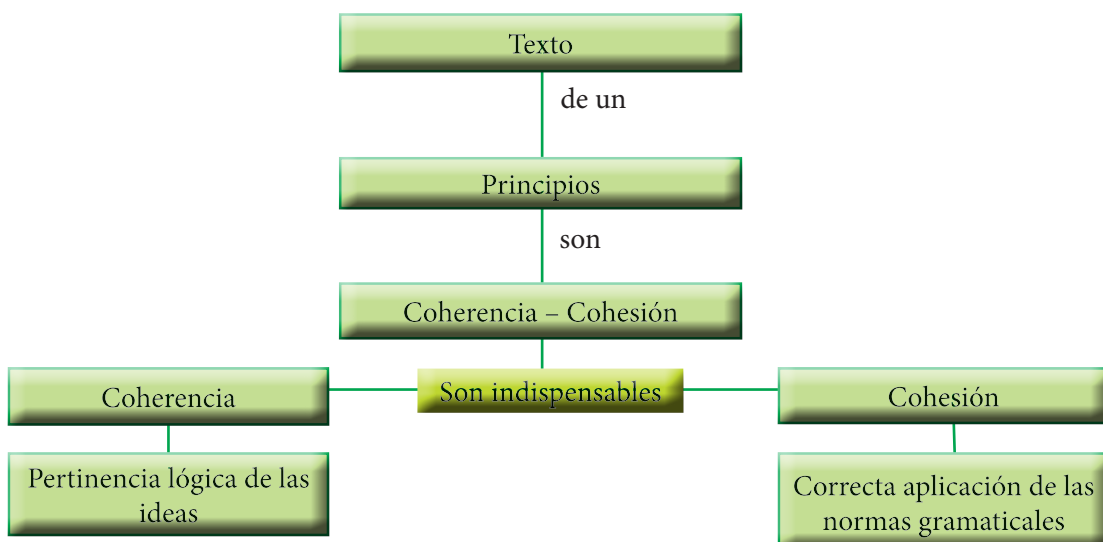 Texto
de un
Principios
son
Coherencia – Cohesión
Coherencia
Son indispensables
Cohesión
Pertinencia lógica de las
ideas
Correcta aplicación de las
normas gramaticales